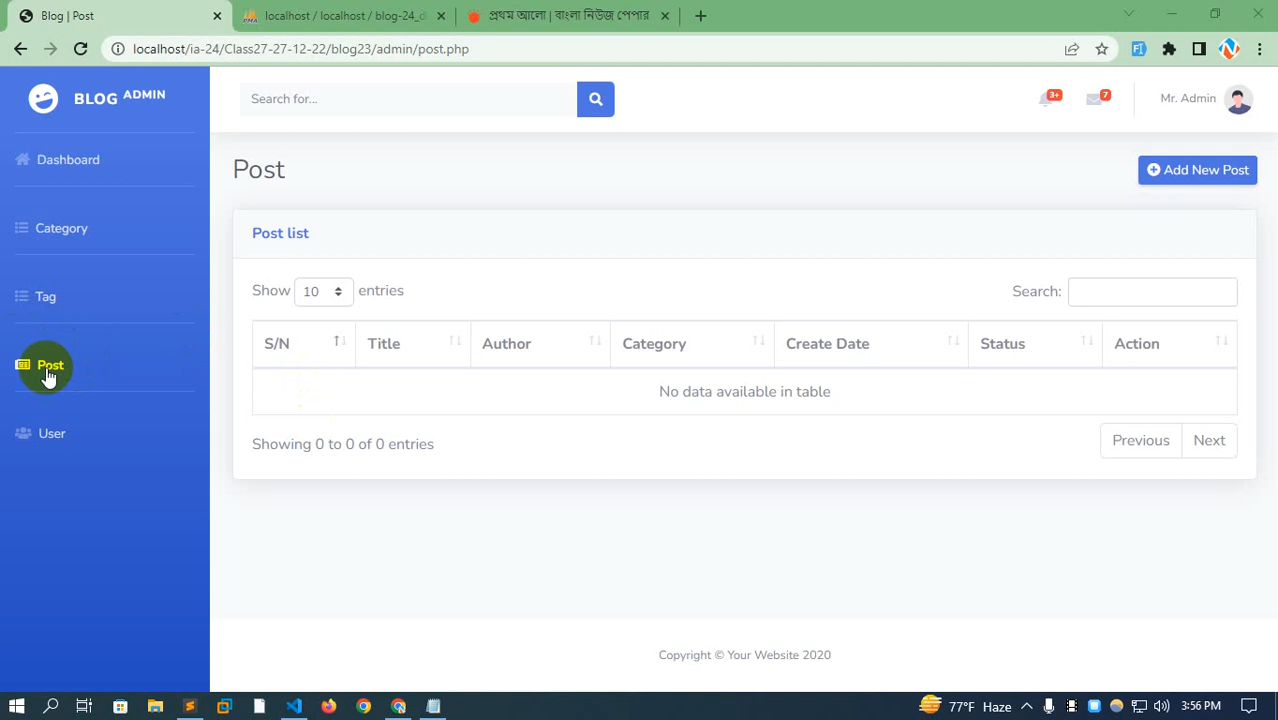 Blog | Post
localhost / localhost / blog-24_d
প্রথম আলো | বাংলা নিউজ পেপার
localhost/ia-24/Class27-27-12-22/blog23/admin/post.php
BLOG ADMIN
Search for...
3+
7
Mr. Admin
Dashboard
Category
Tag
Post
User
Post
Add New Post
Post list
Show 10 entries
Search:
S/N Title Author Category Create Date Status Action
No data available in table
Showing 0 to 0 of 0 entries
Previous Next
Copyright © Your Website 2020
77°F Haze
3:56 PM